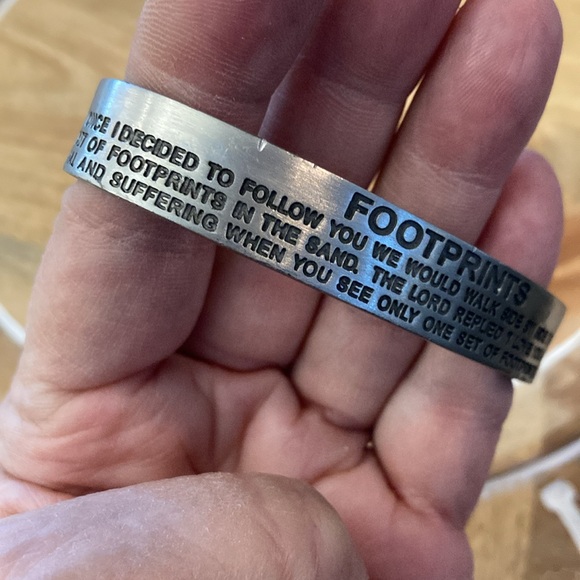 FOOTPRINTS
I DECIDED TO FOLLOW YOU WE WOULD WALK SIDE
OF FOOTPRINTS IN THE SAND. THE LORD REPLIED
AND SUFFERING WHEN YOU SEE ONLY ONE SET OF